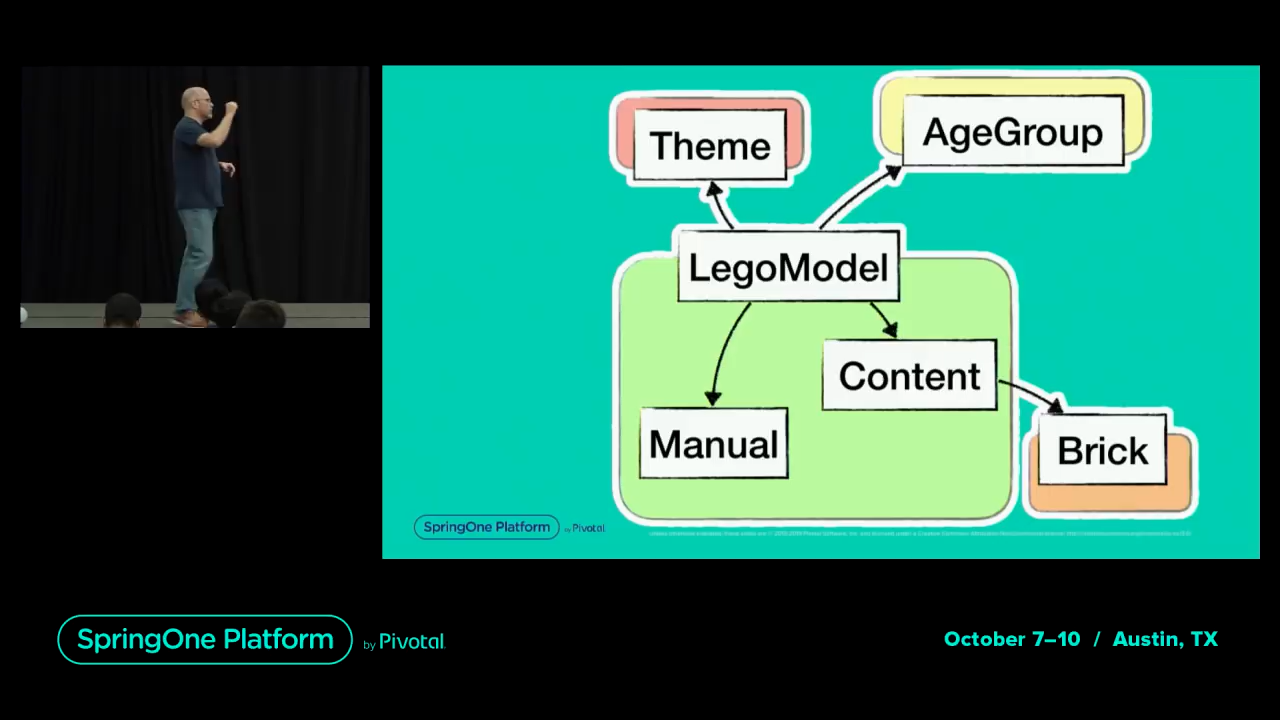 Theme
AgeGroup
LegoModel
Content
Manual
Brick
SpringOne Platform
by Pivotal
SpringOne Platform
by Pivotal
October 7–10 / Austin, TX